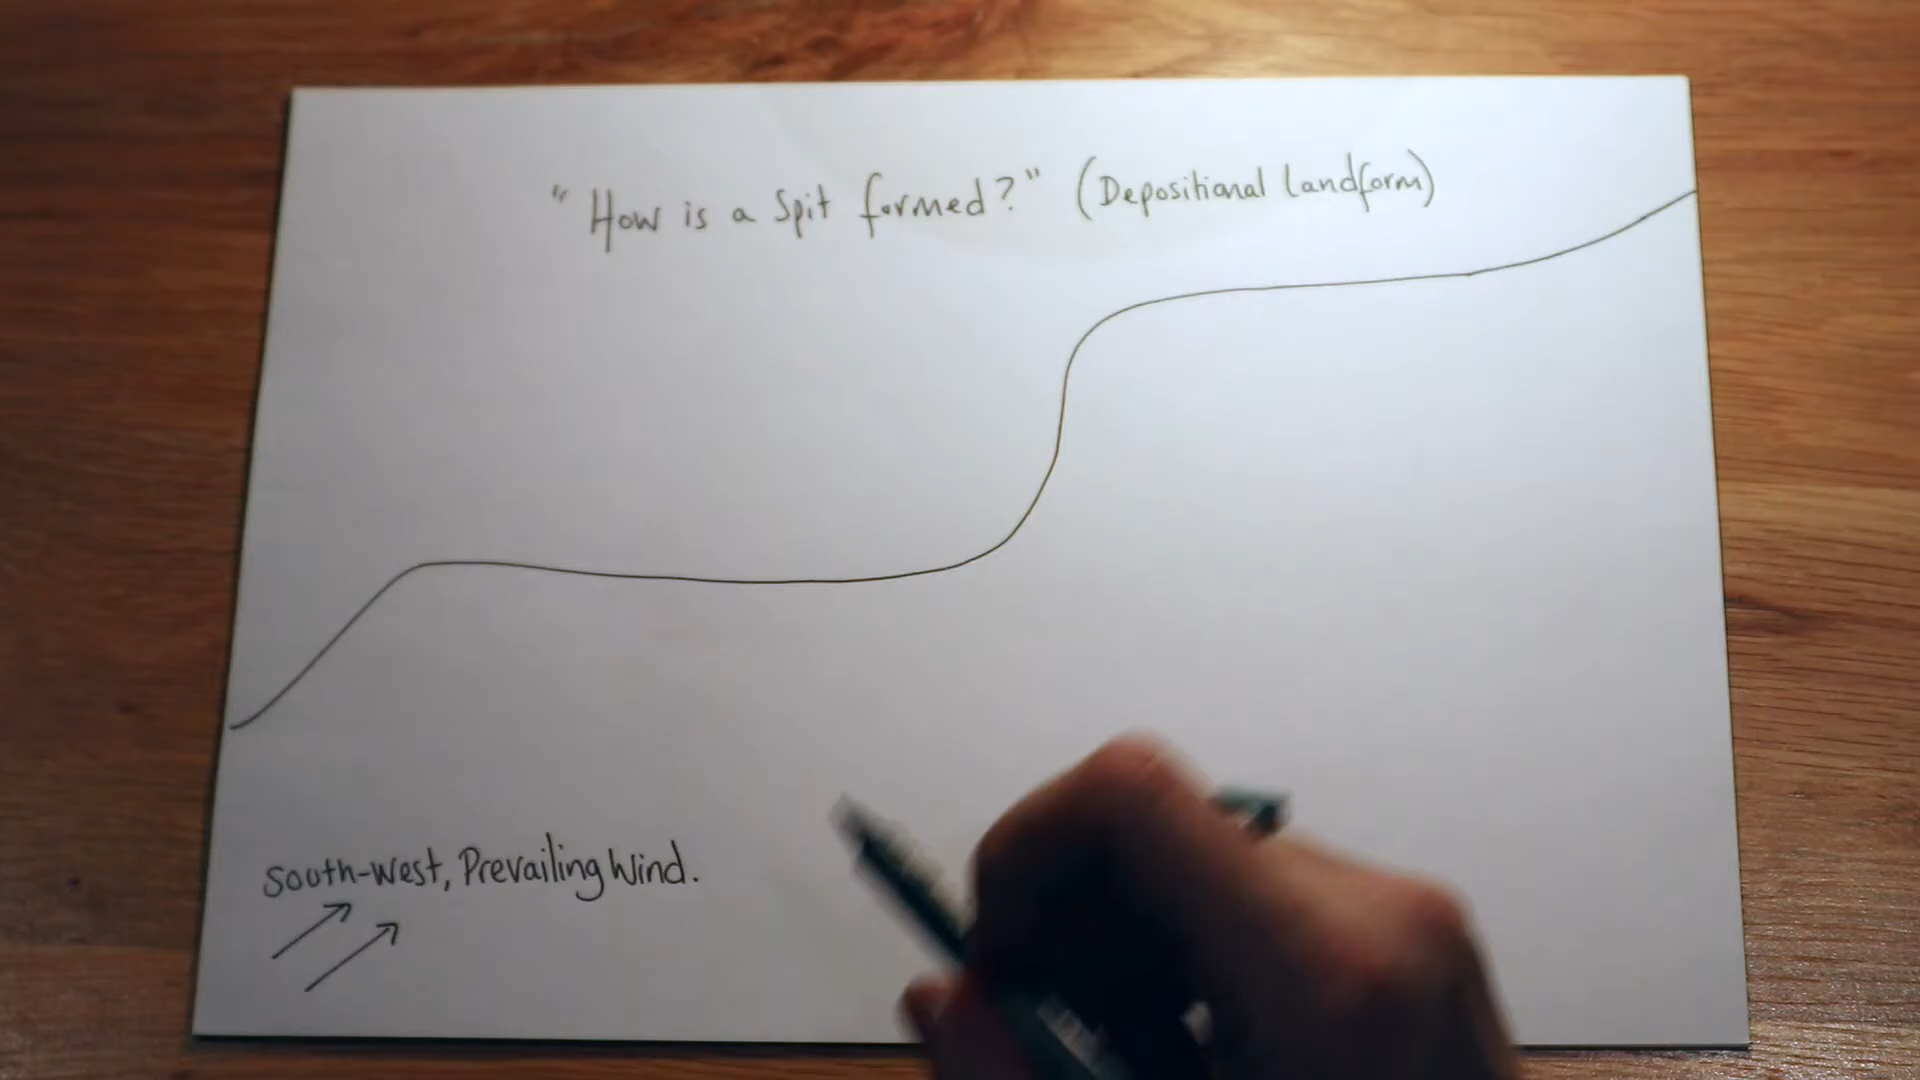 "How is a Spit formed?" (Depositional Landform)
South-West, Prevailing Wind.